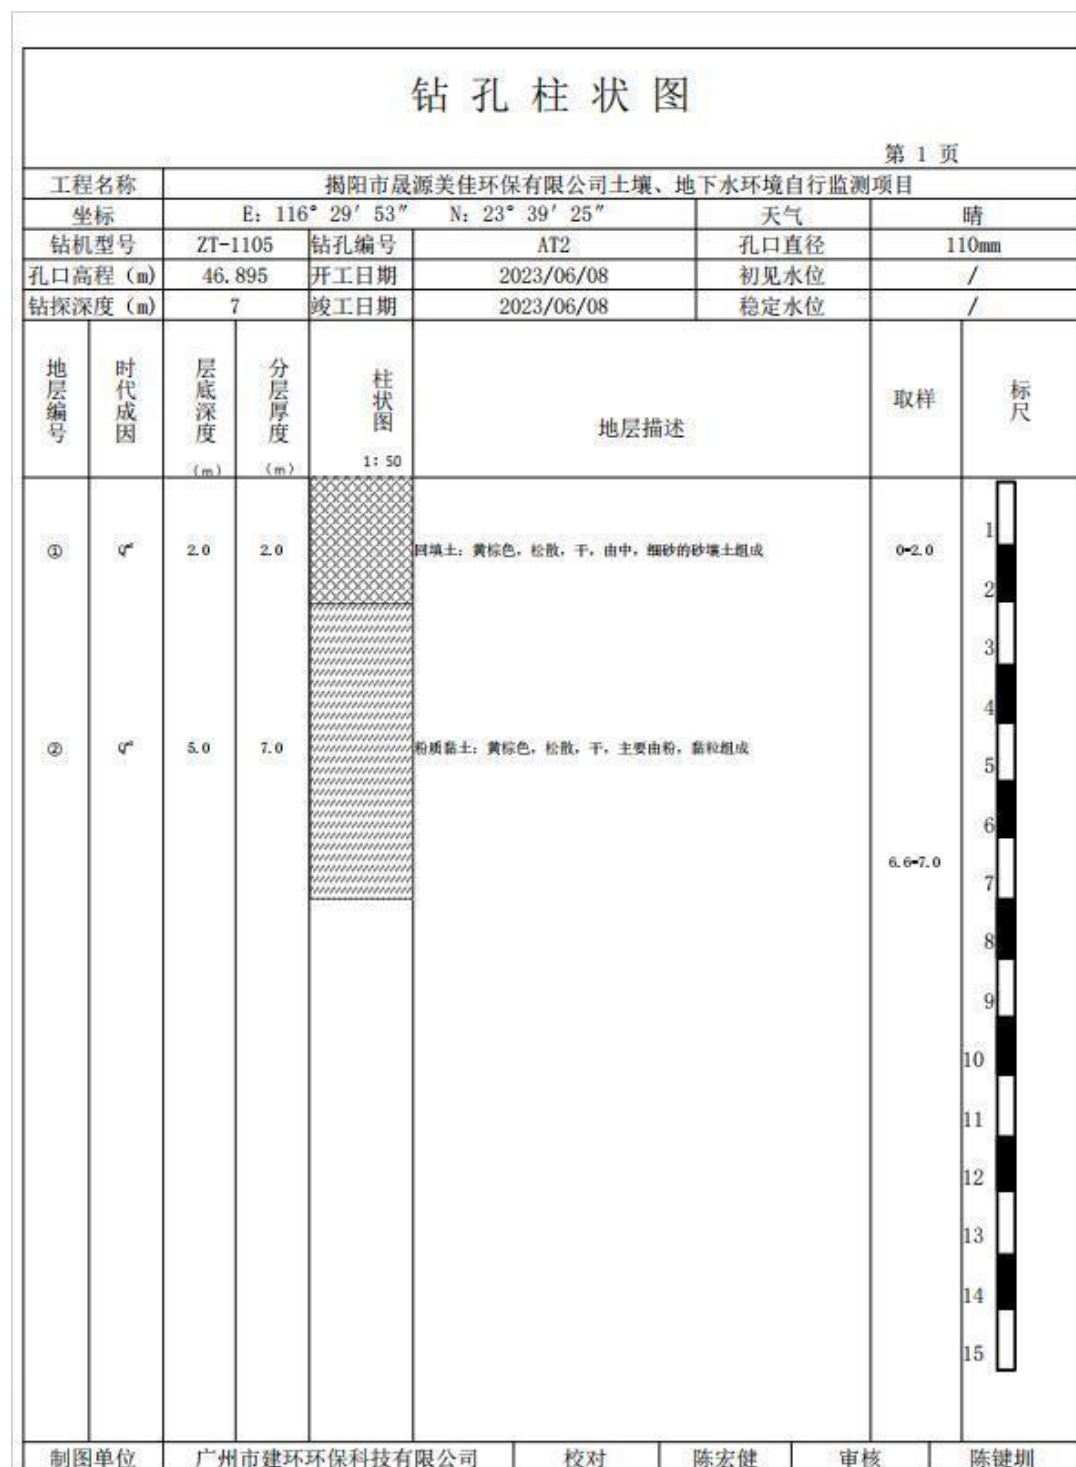 钻孔柱状图
第 1 页
工程名称 揭阳市晟源美佳环保有限公司土壤、地下水环境自行监测项目
坐标 E: 116° 29′ 53″ N: 23° 39′ 25″ 天气 晴
钻机型号 ZT-1105 钻孔编号 AT2 孔口直径 110mm
孔口高程（m) 46.895 开工日期 2023/06/08 初见水位 /
钻探深度（m) 7 竣工日期 2023/06/08 稳定水位 /
地层编号 时代成因 层底深度（m） 分层厚度（m） 柱状图 1: 50 地层描述 取样 标尺
① 2.0 2.0 回填土：黄棕色，松散，干，由中，细砂的砂壤土组成 0-2.0
② 5.0 7.0 粉质黏土：黄棕色，松散，干，主要由粉，黏粒组成
6.6-7.0
1
2
3
4
5
6
7
8
9
10
11
12
13
14
15
制图单位 广州市建环环保科技有限公司 校对 陈宏健 审核 陈键圳